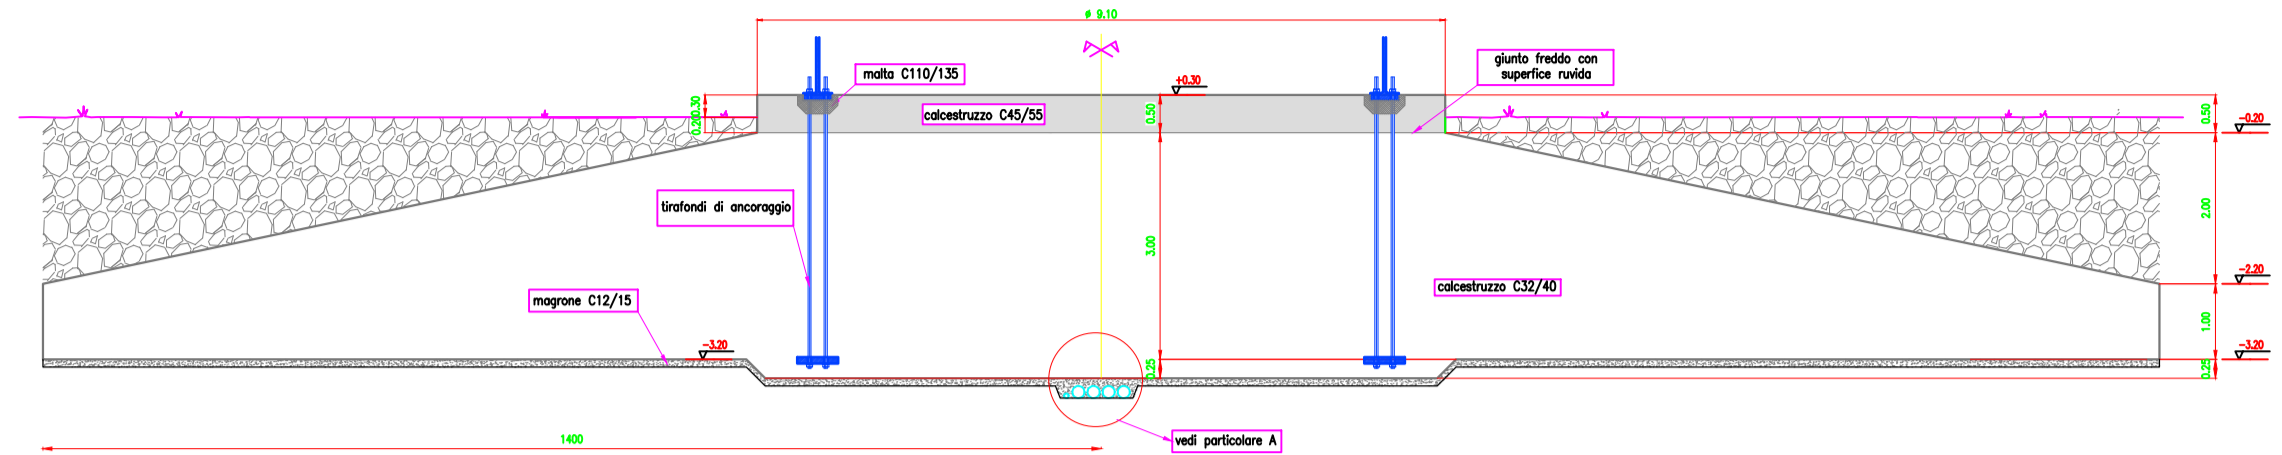 ø 9.10
giunto freddo con
superfice ruvida
malta C110/135
+0.30
0.30
0.20
calcestruzzo C45/55
0.50
0.50
-0.20
tirafondi di ancoraggio
2.00
3.00
-2.20
calcestruzzo C32/40
magrone C12/15
1.00
-3.20
-3.20
0.25
0.25
1400
vedi particolare A